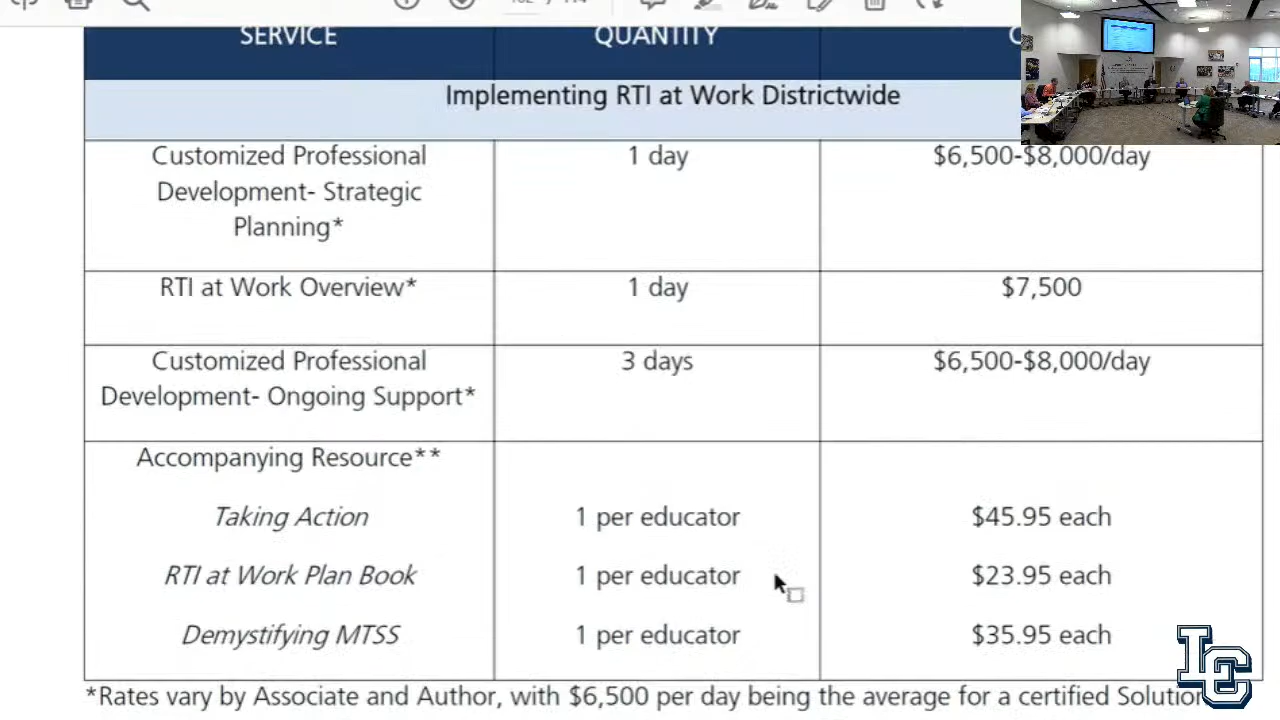 SERVICE QUANTITY C
Implementing RTI at Work Districtwide
Customized Professional Development- Strategic Planning* 1 day $6,500-$8,000/day
RTI at Work Overview* 1 day $7,500
Customized Professional Development- Ongoing Support* 3 days $6,500-$8,000/day
Accompanying Resource**
Taking Action 1 per educator $45.95 each
RTI at Work Plan Book 1 per educator $23.95 each
Demystifying MTSS 1 per educator $35.95 each
*Rates vary by Associate and Author, with $6,500 per day being the average for a certified Solution
LC